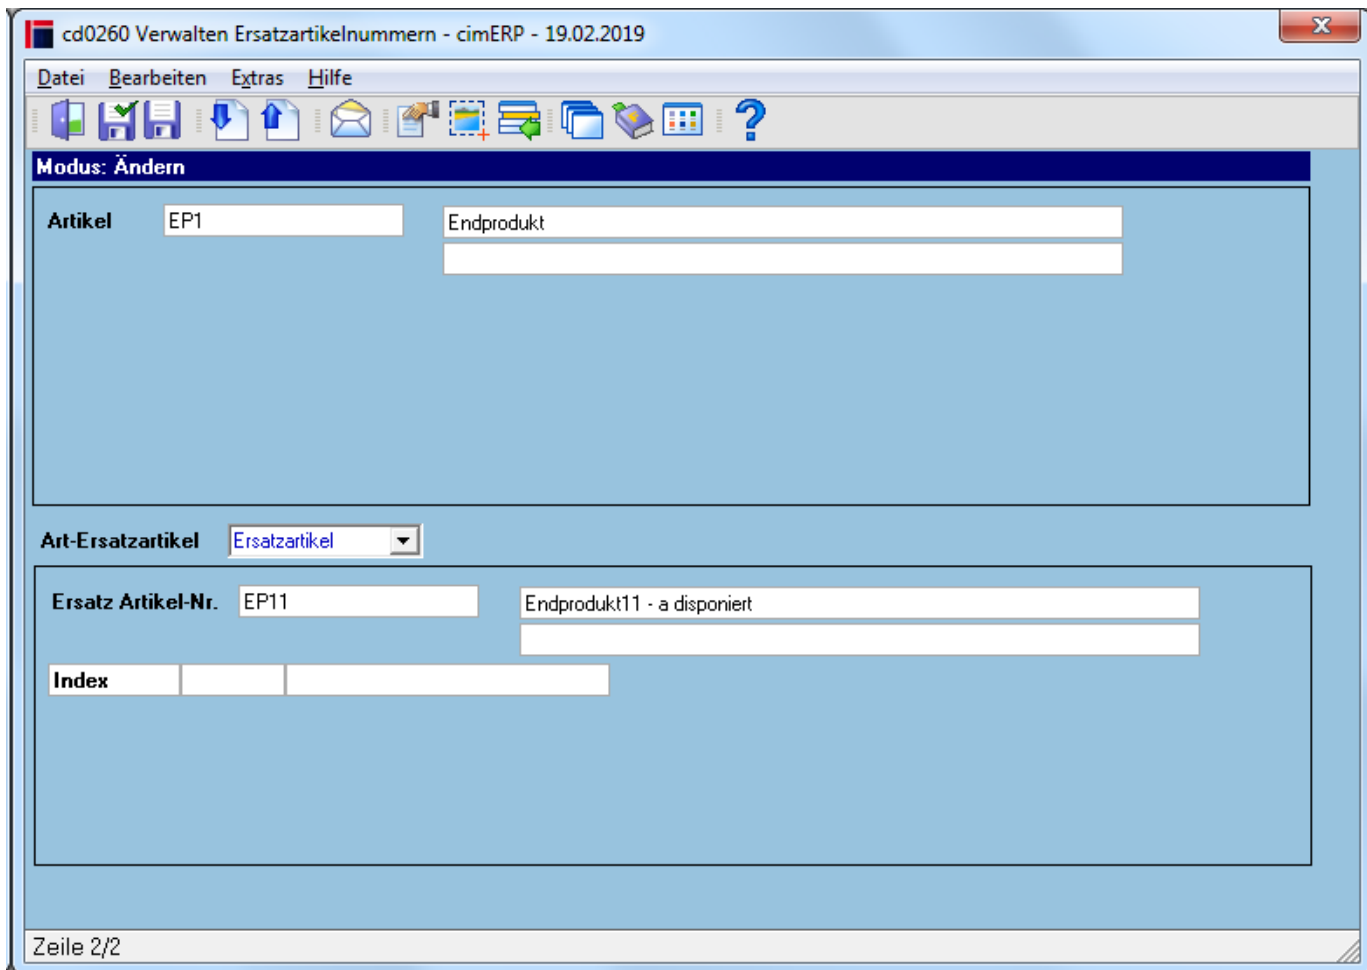 cd0260 Verwalten Ersatzartikelnummern - cimERP - 19.02.2019
Datei Bearbeiten Extras Hilfe
Modus: Ändern
Artikel EP1 Endprodukt
Art-Ersatzartikel Ersatzartikel
Ersatz Artikel-Nr. EP11 Endprodukt11 - a disponiert
Index
Zeile 2/2